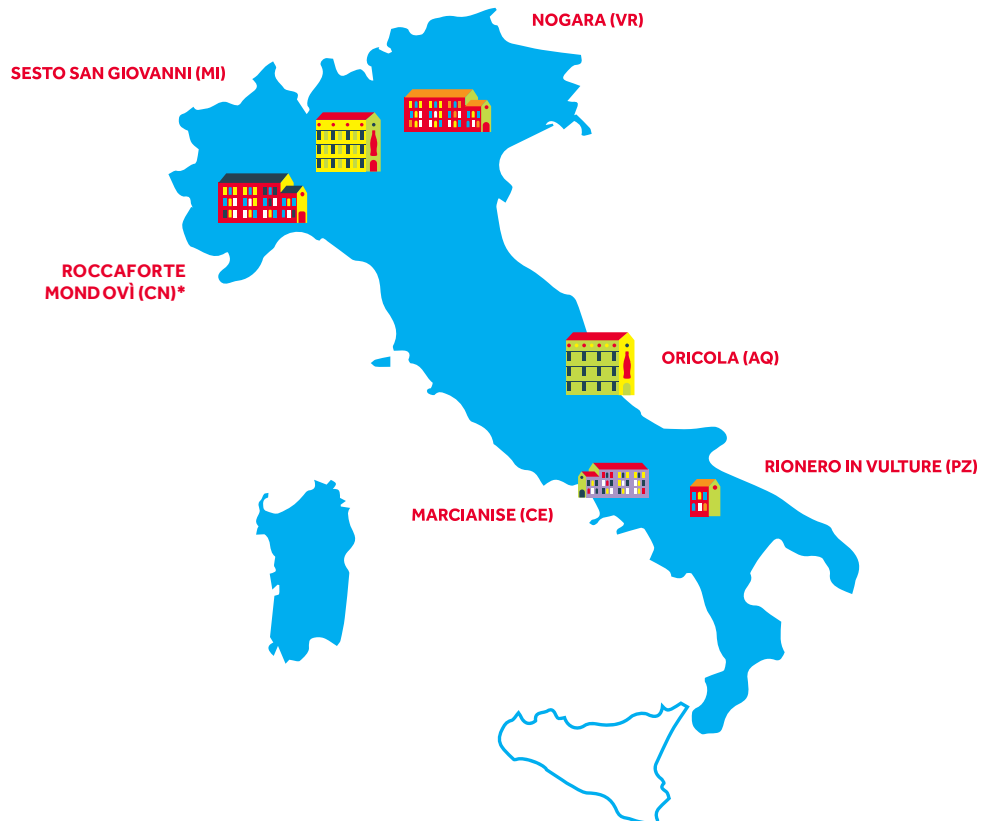 NOGARA (VR)
SESTO SAN GIOVANNI (MI)
ROCCAFORTE
MONDOVÌ (CN)*
ORICOLA (AQ)
RIONERO IN VULTURE (PZ)
MARCIANISE (CE)